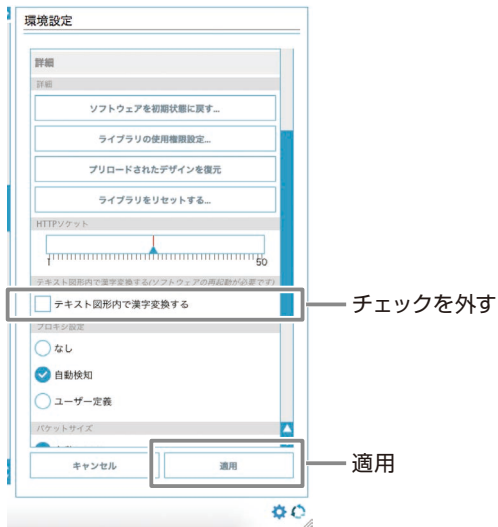 環境設定
詳細
詳細
ソフトウェアを初期状態に戻す...
ライブラリの使用権限設定...
プリロードされたデザインを復元
ライブラリをリセットする...
HTTPソケット
1 50
テキスト図形内で漢字変換する(ソフトウェアの再起動が必要です)
テキスト図形内で漢字変換する チェックを外す
プロキシ設定
なし
自動検知
ユーザー定義
パケットサイズ
キャンセル 適用 適用